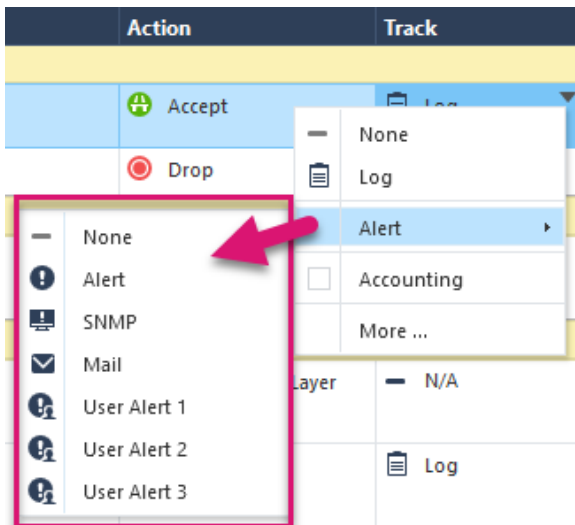 Action Track
Accept Log
Drop
None
Log
Alert
Accounting
More ...
None
Alert
SNMP
Mail
User Alert 1
User Alert 2
User Alert 3
Layer N/A
Log